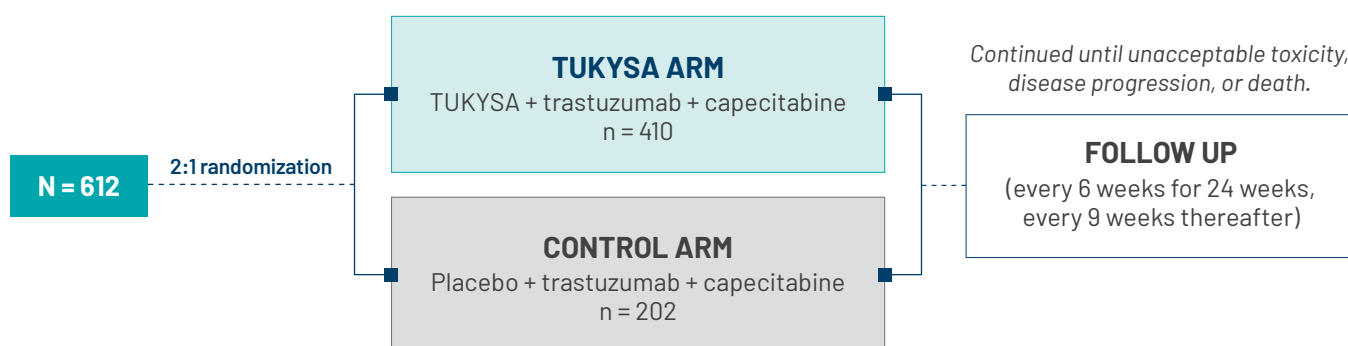 N = 612
2:1 randomization
TUKYSA ARM
TUKYSA + trastuzumab + capecitabine
n = 410
CONTROL ARM
Placebo + trastuzumab + capecitabine
n = 202
Continued until unacceptable toxicity,
disease progression, or death.
FOLLOW UP
(every 6 weeks for 24 weeks,
every 9 weeks thereafter)